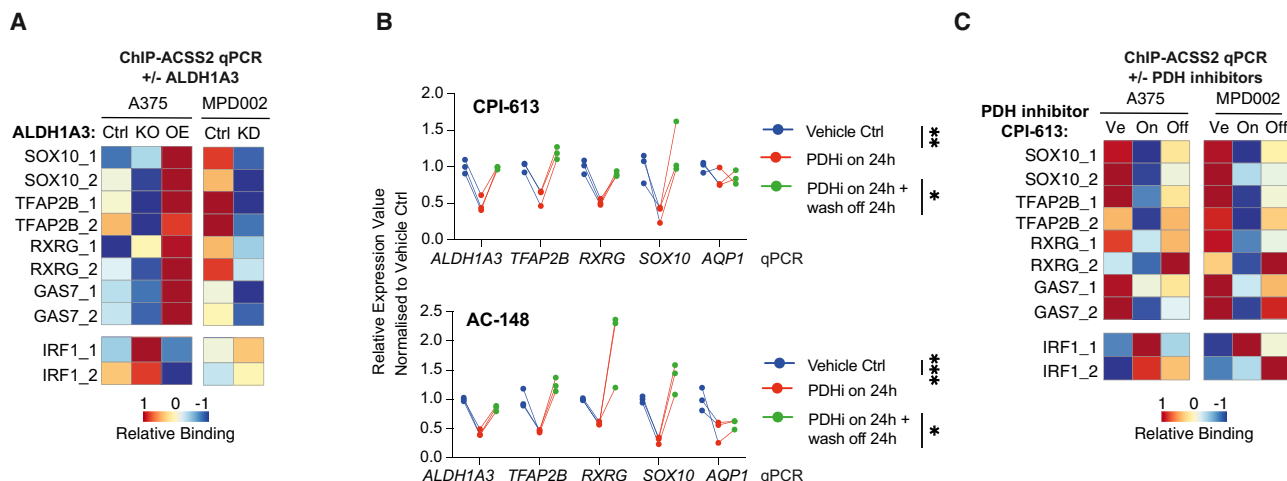 A
ChIP-ACSS2 qPCR
+/- ALDH1A3
A375
MPD002
ALDH1A3: Ctrl KO OE Ctrl KD
SOX10_1
SOX10_2
TFAP2B_1
TFAP2B_2
RXRG_1
RXRG_2
GAS7_1
GAS7_2
IRF1_1
IRF1_2
1 0 -1
Relative Binding
B
Relative Expression Value
Normalised to Vehicle Ctrl
CPI-613
2.0
1.5
1.0
0.5
0.0
ALDH1A3 TFAP2B RXRG SOX10 AQP1 qPCR
Vehicle Ctrl
PDHi on 24h
PDHi on 24h +
wash off 24h
**
*
AC-148
2.5
2.0
1.5
1.0
0.5
0.0
ALDH1A3 TFAP2B RXRG SOX10 AQP1 qPCR
Vehicle Ctrl
PDHi on 24h
PDHi on 24h +
wash off 24h
***
*
C
ChIP-ACSS2 qPCR
+/- PDH inhibitors
A375
MPD002
PDH inhibitor
CPI-613: Ve On Off Ve On Off
SOX10_1
SOX10_2
TFAP2B_1
TFAP2B_2
RXRG_1
RXRG_2
GAS7_1
GAS7_2
IRF1_1
IRF1_2
1 0 -1
Relative Binding